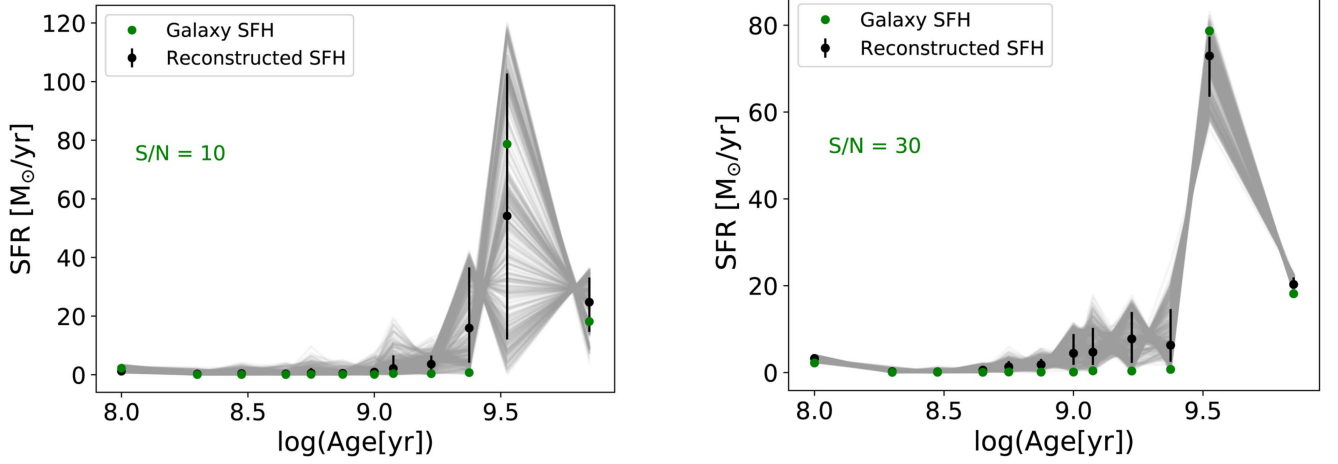 Galaxy SFH
Reconstructed SFH
S/N = 10
120
100
80
60
40
20
0
SFR [M⊙/yr]
8.0 8.5 9.0 9.5
log(Age[yr])
Galaxy SFH
Reconstructed SFH
S/N = 30
80
60
40
20
0
SFR [M⊙/yr]
8.0 8.5 9.0 9.5
log(Age[yr])